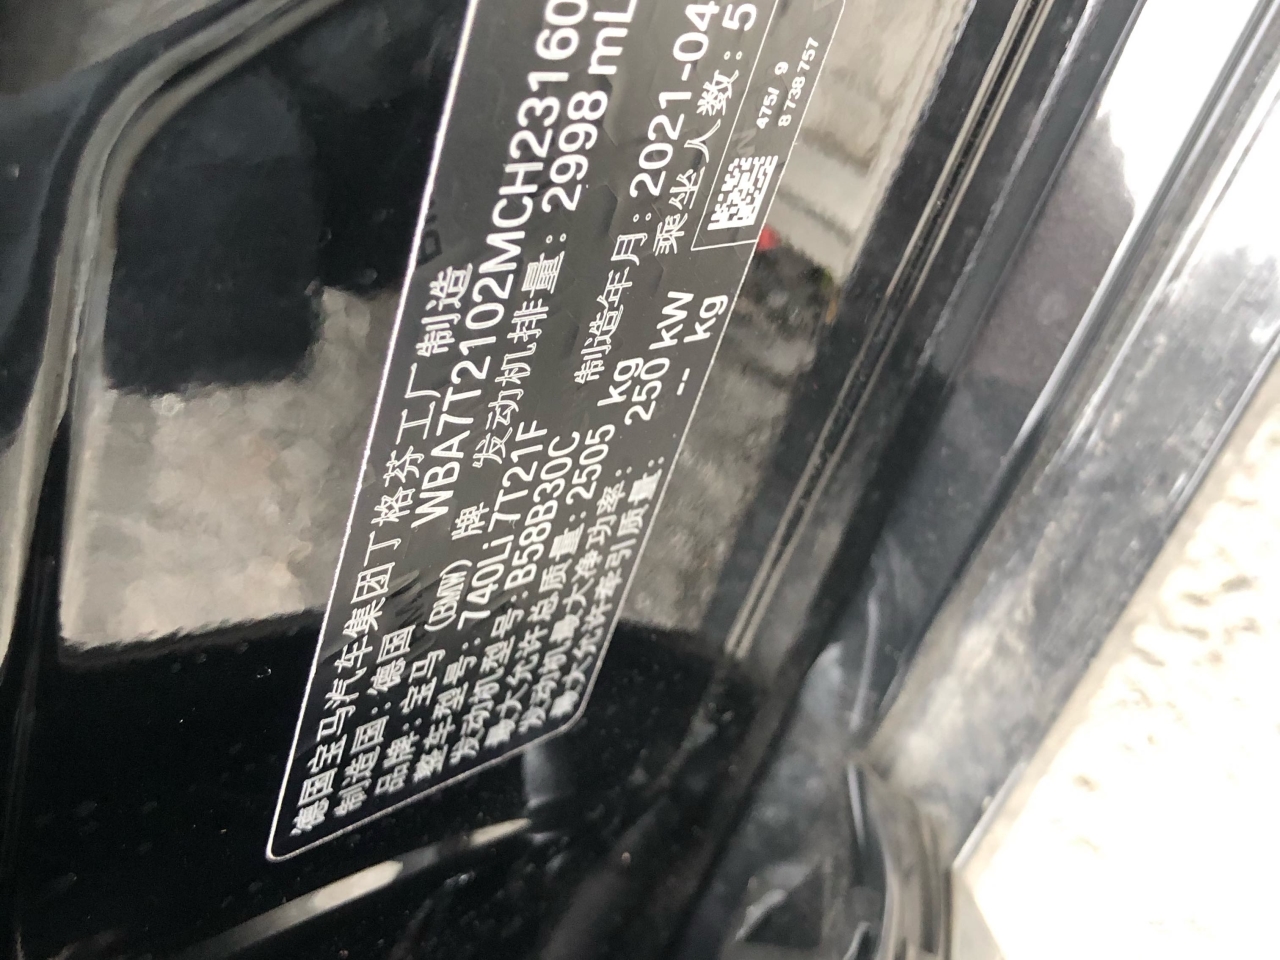 德国宝马汽车集团丁格芬工厂制造
制造国：德国 WBA7T2102MCH23160
品牌：宝马 (BMW) 牌 发动机排量：2998 mL
整车型号：740Li 7T21F
发动机型号：B58B30C 制造年月：2021-04
最大允许总质量：2505 kg 乘坐人数：5
发动机最大净功率： 250 kW
最大允许牵引质量： -- kg
475/ 9
8738757